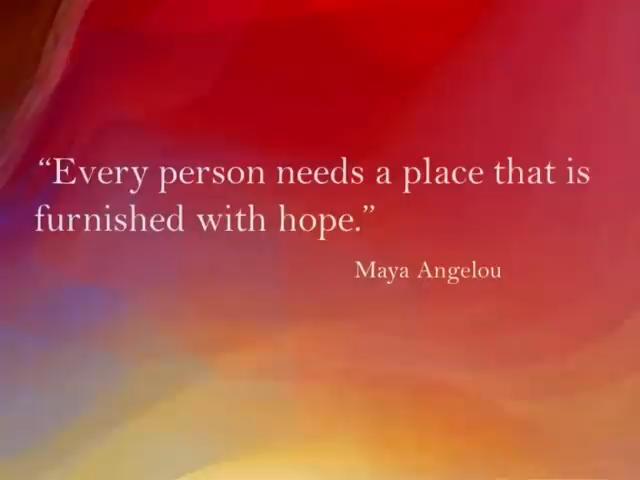 “Every person needs a place that is
furnished with hope.”
Maya Angelou